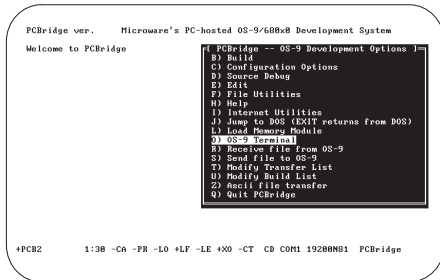 PCBridge ver. Microware's PC-hosted OS-9/680x0 Development System
Welcome to PCBridge
[ PCBridge -- OS-9 Development Options ]
B) Build
C) Configuration Options
D) Source Debug
E) Edit
F) File Utilities
H) Help
I) Internet Utilities
J) Jump to DOS (EXIT returns from DOS)
L) Load Memory Module
O) OS-9 Terminal
R) Receive file from OS-9
S) Send file to OS-9
T) Modify Transfer List
U) Modify Build List
Z) Ascii file transfer
Q) Quit PCBridge
+PCB2 1:30 -CA -PR -LO +LF -LE +XO -CT CD COM1 19200N81 PCBridge